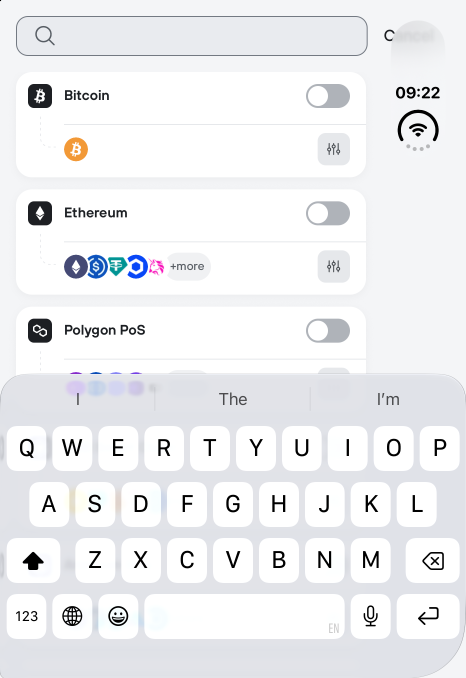 09:22
Bitcoin
Ethereum
+more
Polygon PoS
I The I'm
Q W E R T Y U I O P
A S D F G H J K L
Z X C V B N M
123
EN